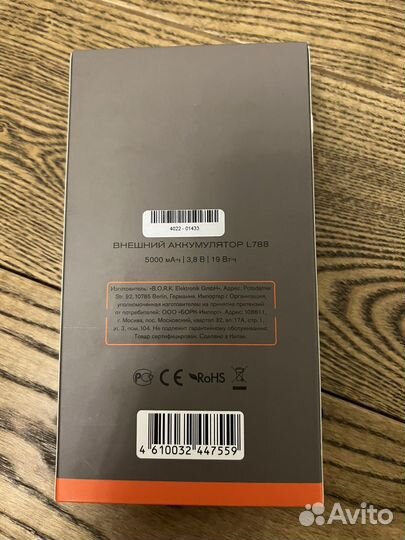 4022 - 01433
ВНЕШНИЙ АККУМУЛЯТОР L788
5000 мА·ч | 3,8 В | 19 Вт·ч
Изготовитель: «B.O.R.K. Elektronik GmbH». Адрес: Potsdamer
Str. 92, 10785 Berlin, Германия. Импортер / Организация,
уполномоченная изготовителем на принятие претензий
от потребителей: ООО «БОРК-Импорт». Адрес: 108811,
г. Москва, пос. Московский, квартал 32, вл. 17А, стр. 1,
эт. 3, пом. 104. Не подлежит гарантийному обслуживанию.
Товар сертифицирован. Сделано в Китае.
РСТ CE RoHS
4 610032 447559
Avito